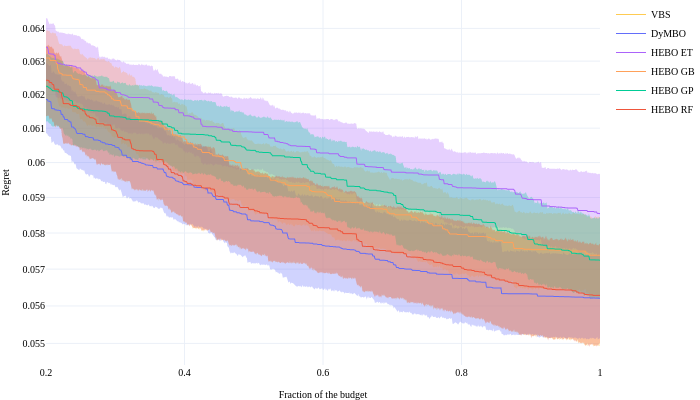 0.064
0.063
0.062
0.061
0.06
0.059
0.058
0.057
0.056
0.055
Regret
0.2
0.4
0.6
0.8
1
Fraction of the budget
VBS
DyMBO
HEBO ET
HEBO GB
HEBO GP
HEBO RF